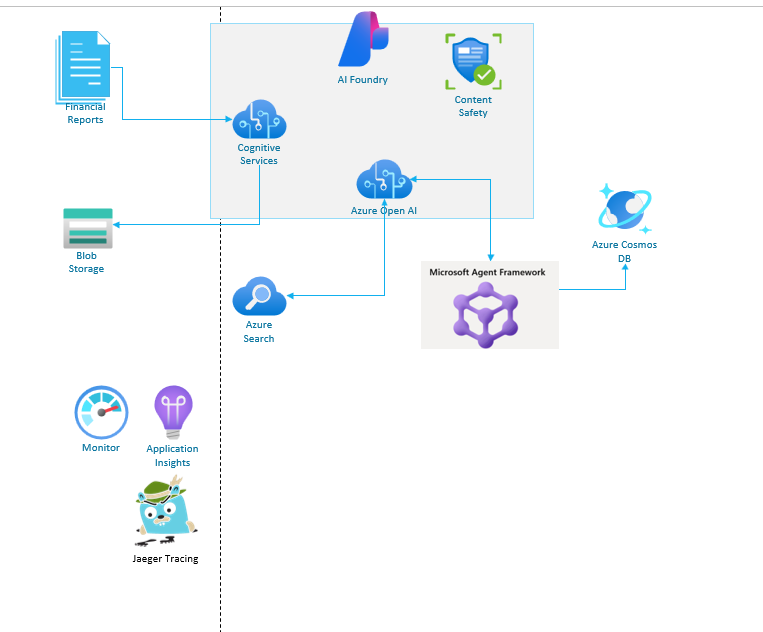 AI Foundry
Financial
Reports
Content
Safety
Cognitive
Services
Azure Open AI
Azure Cosmos
DB
Blob
Storage
Microsoft Agent Framework
Azure
Search
Monitor
Application
Insights
Jaeger Tracing